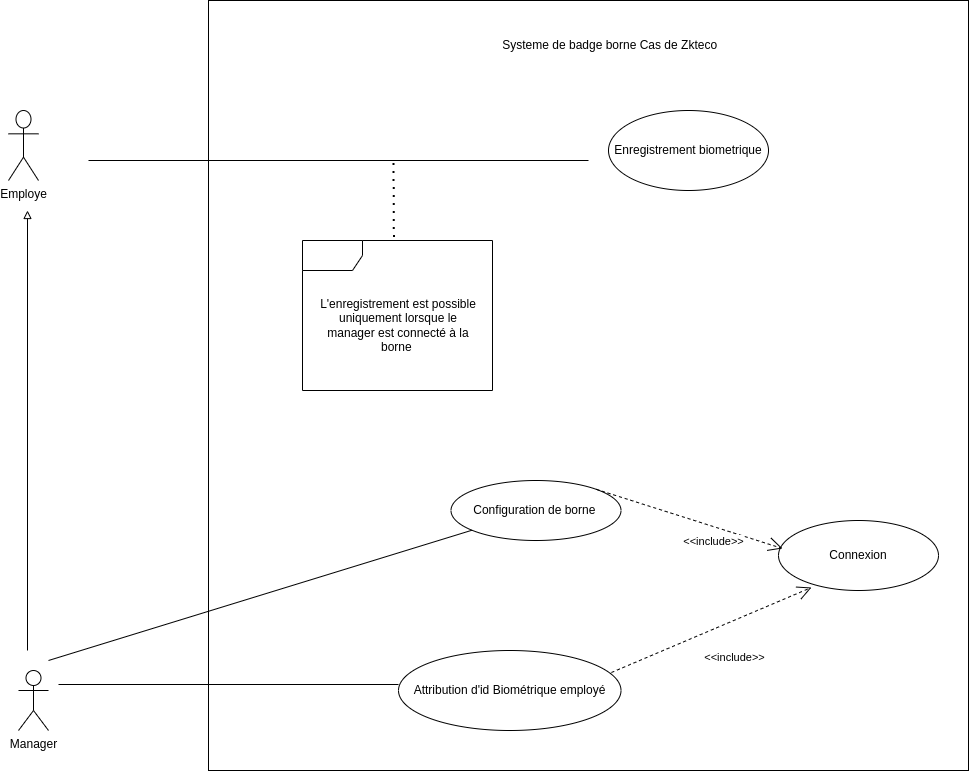 Systeme de badge borne Cas de Zkteco
Enregistrement biometrique
Employe
L'enregistrement est possible
uniquement lorsque le
manager est connecté à la
borne
Configuration de borne
<<include>>
Connexion
<<include>>
Attribution d'id Biométrique employé
Manager